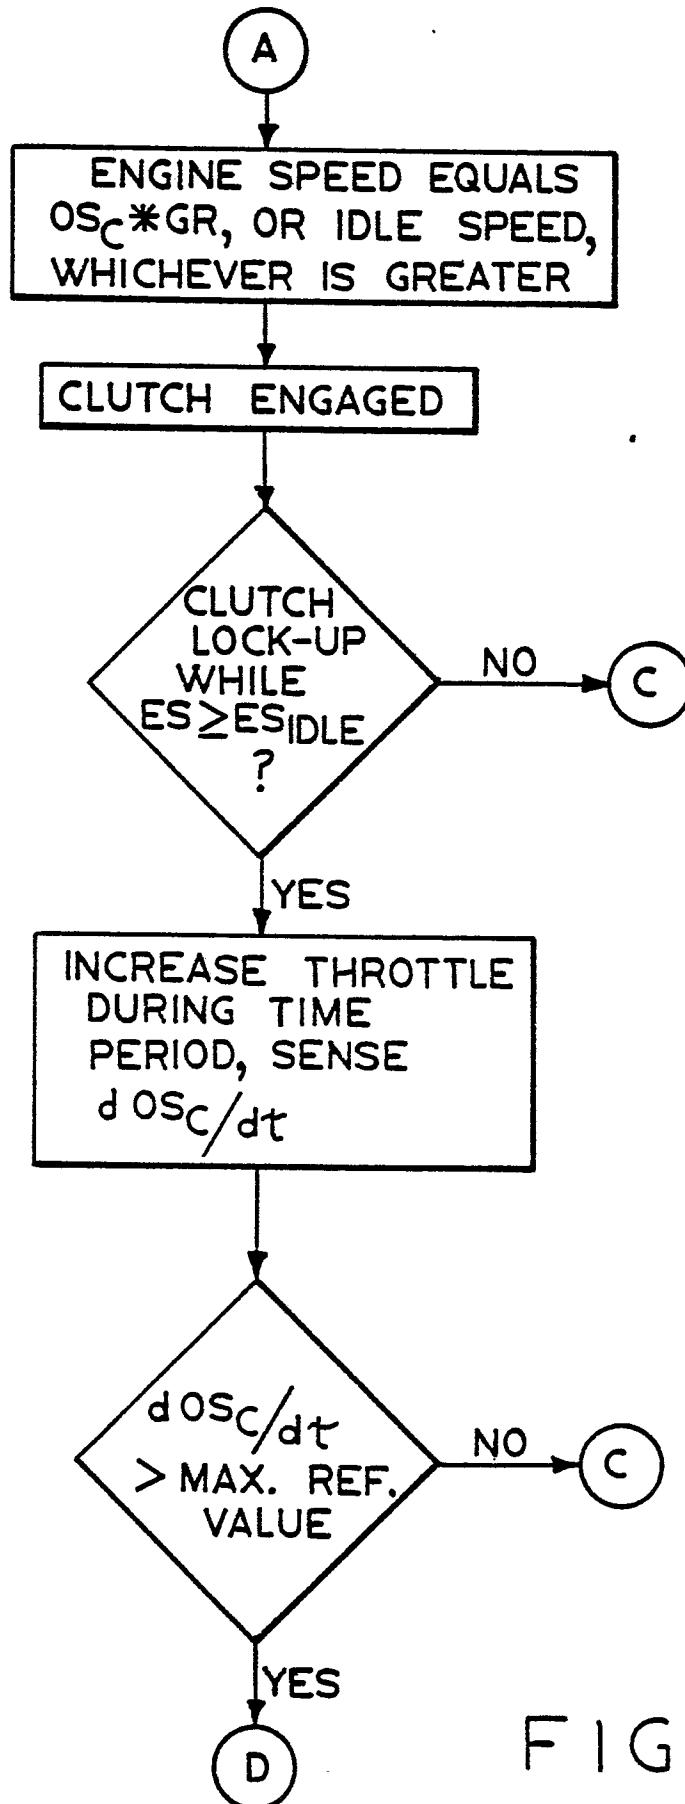 A
ENGINE SPEED EQUALS
OSC*GR, OR IDLE SPEED,
WHICHEVER IS GREATER
CLUTCH ENGAGED
CLUTCH
LOCK-UP
WHILE
ES≥ESIDLE
?
NO
C
YES
INCREASE THROTTLE
DURING TIME
PERIOD, SENSE
d OSC/dt
d OSC/dt
> MAX. REF.
VALUE
NO
C
YES
D
FIG